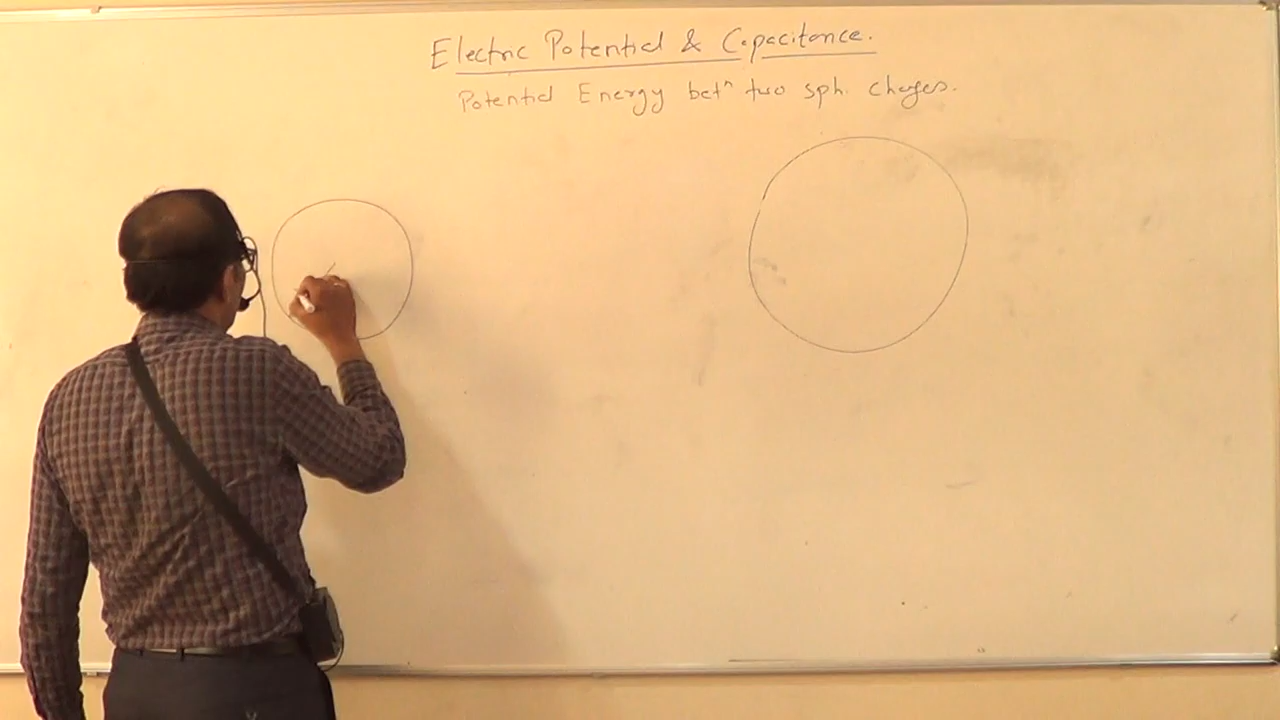 Electric Potential & Capacitance.
Potential Energy betⁿ two sph. charges.